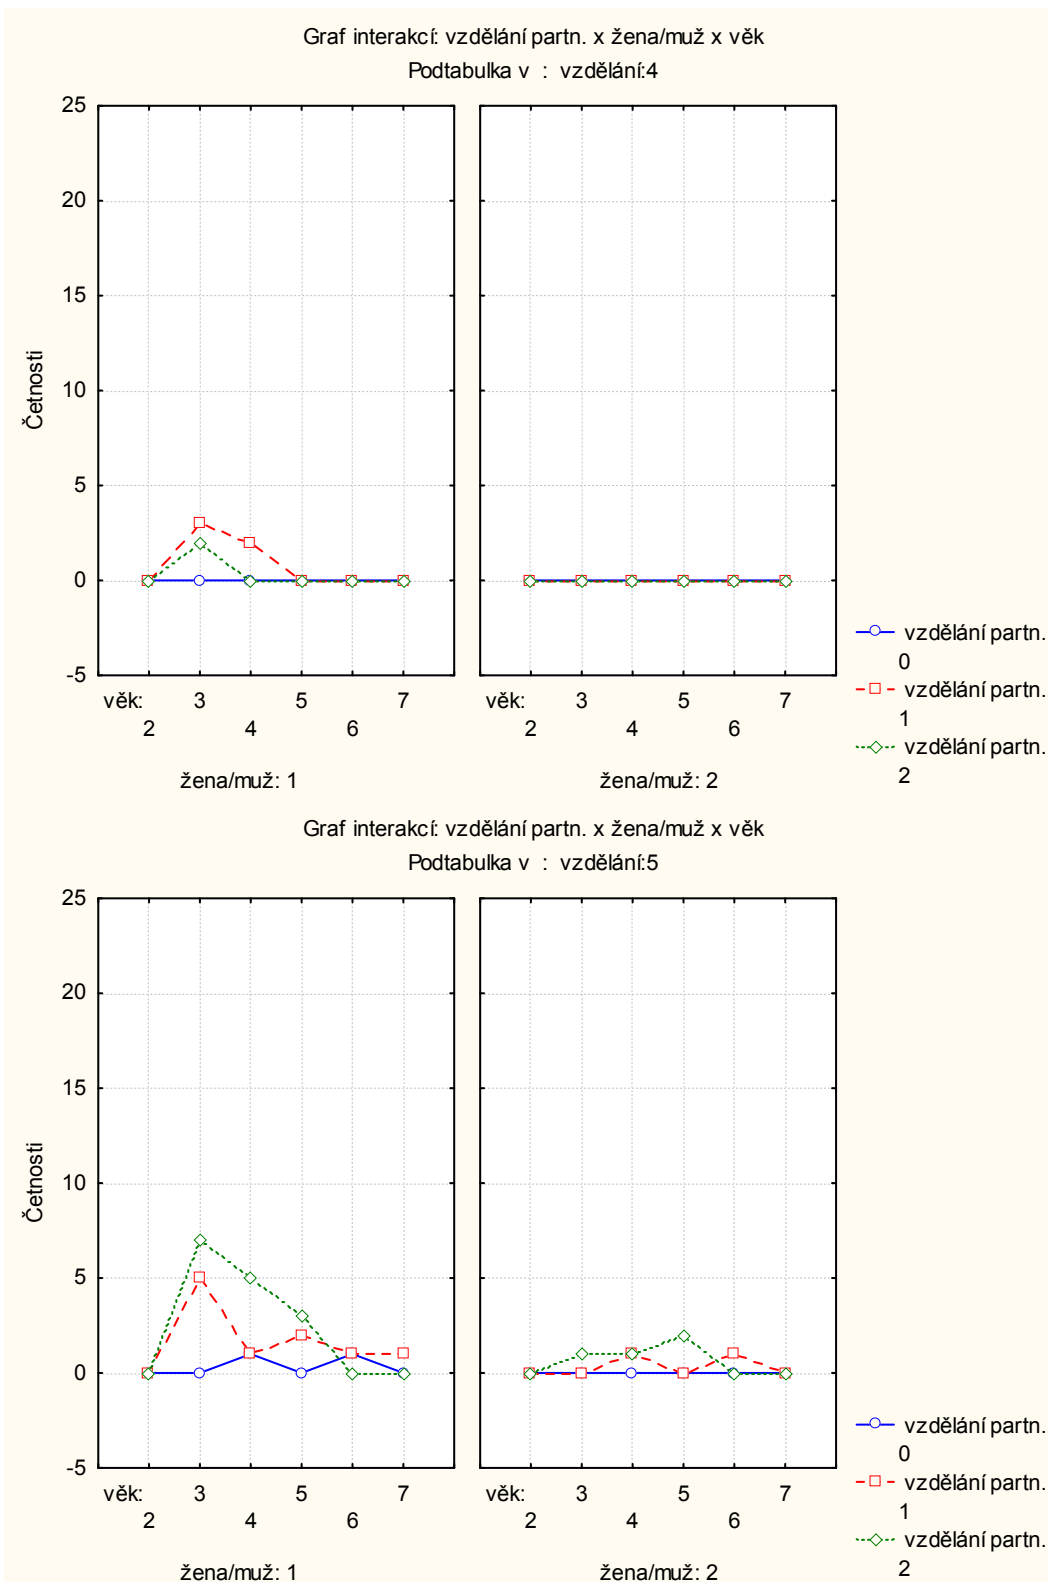 Graf interakcí: vzdělání partn. x žena/muž x věk
Podtabulka v : vzdělání:4
25
20
15
10
5
0
-5
Četnosti
věk: 3 5 7
2 4 6
žena/muž: 1
věk: 3 5 7
2 4 6
žena/muž: 2
vzdělání partn.
0
vzdělání partn.
1
vzdělání partn.
2
Graf interakcí: vzdělání partn. x žena/muž x věk
Podtabulka v : vzdělání:5
25
20
15
10
5
0
-5
Četnosti
věk: 3 5 7
2 4 6
žena/muž: 1
věk: 3 5 7
2 4 6
žena/muž: 2
vzdělání partn.
0
vzdělání partn.
1
vzdělání partn.
2